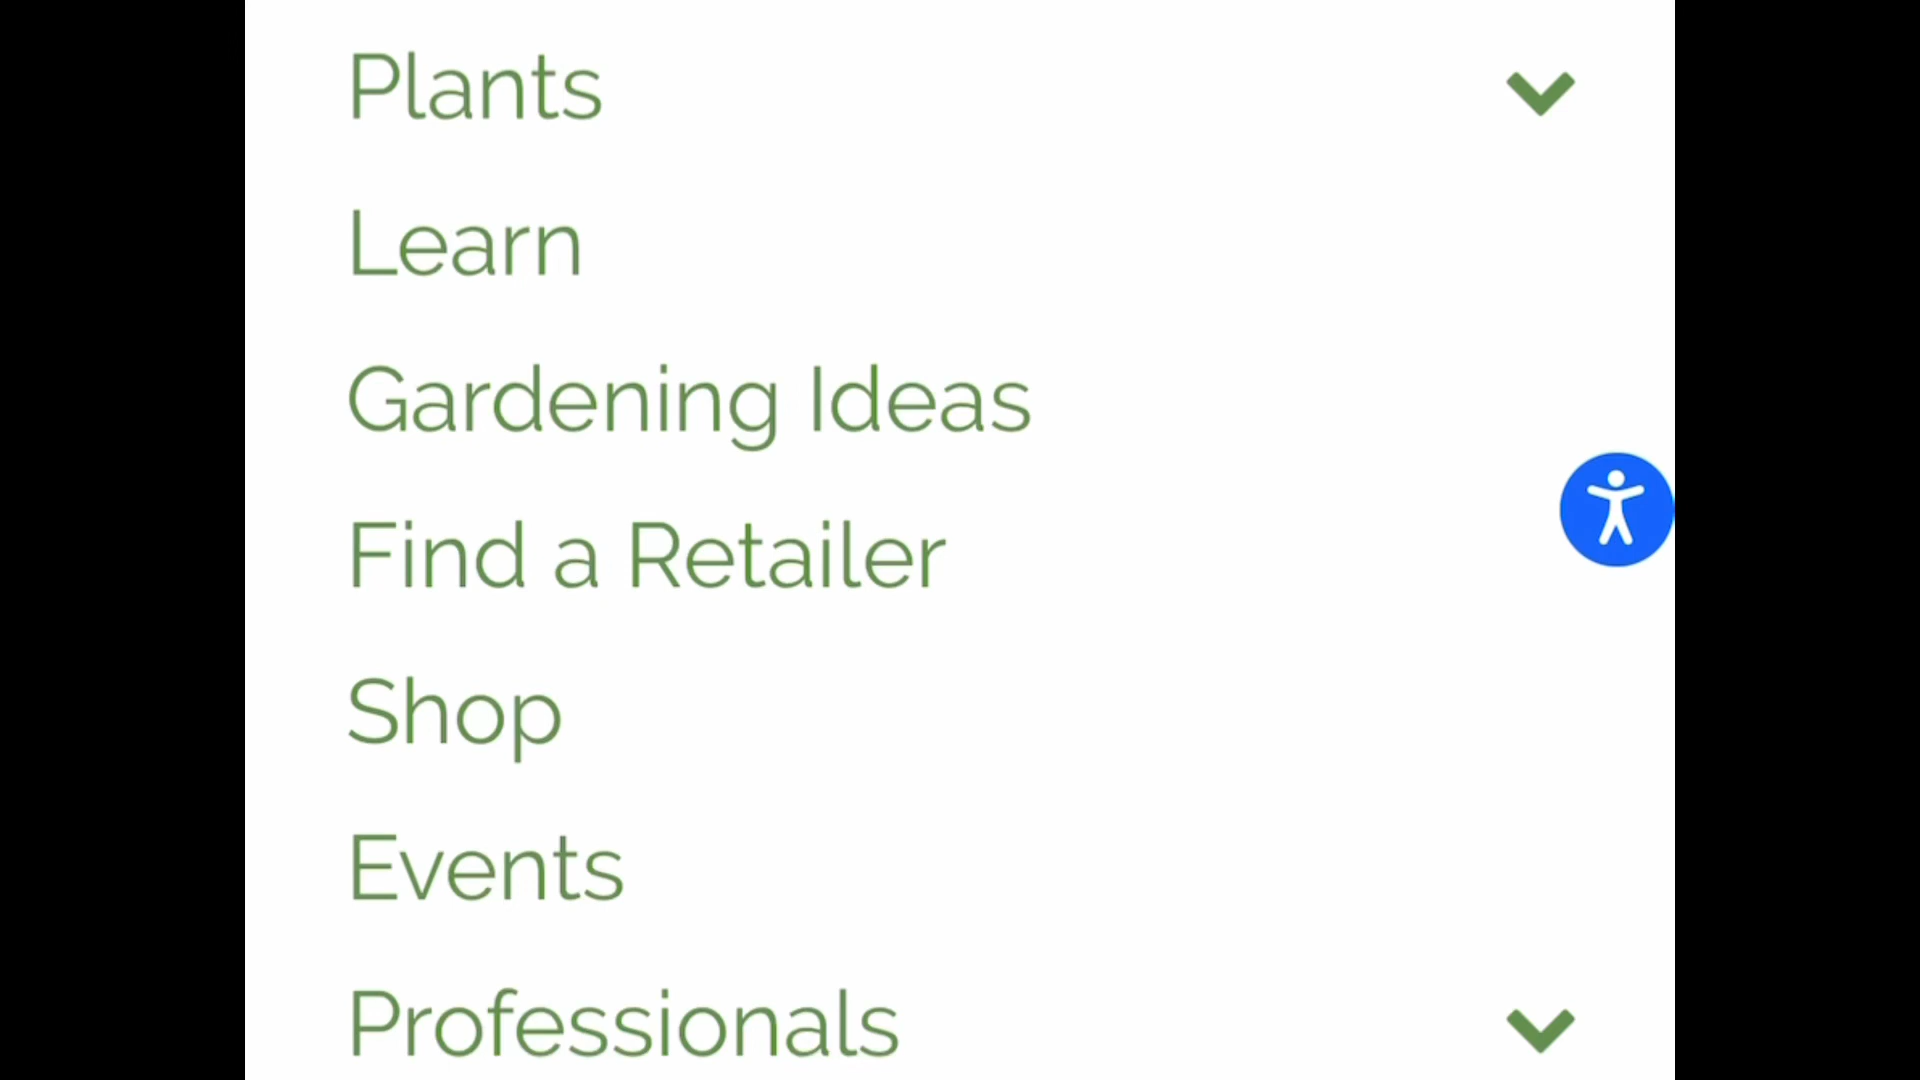 Plants
Learn
Gardening Ideas
Find a Retailer
Shop
Events
Professionals